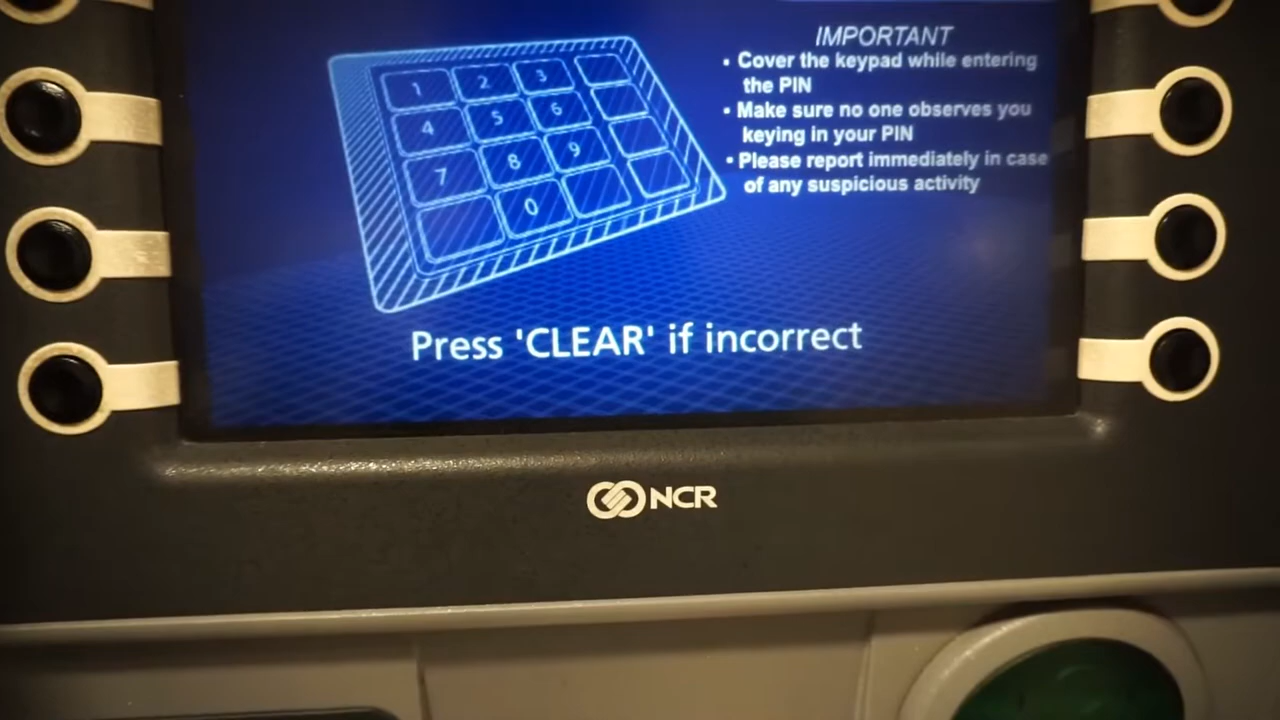 IMPORTANT
• Cover the keypad while entering
the PIN
• Make sure no one observes you
keying in your PIN
• Please report immediately in case
of any suspicious activity
1 2 3
4 5 6
7 8 9
0
Press 'CLEAR' if incorrect
NCR